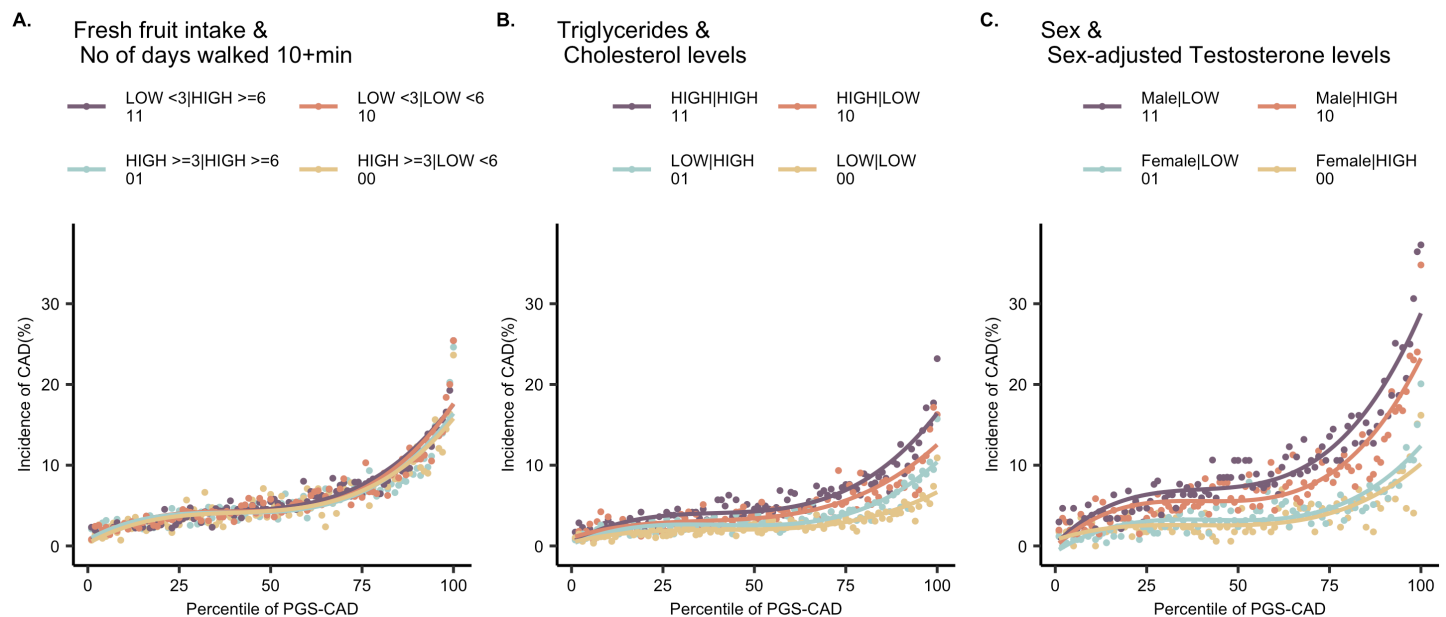 A.
Fresh fruit intake &
No of days walked 10+min
LOW <3|HIGH >=6
11
LOW <3|LOW <6
10
HIGH >=3|HIGH >=6
01
HIGH >=3|LOW <6
00
Incidence of CAD(%)
30
20
10
0
0 25 50 75 100
Percentile of PGS-CAD
B.
Triglycerides &
Cholesterol levels
HIGH|HIGH
11
HIGH|LOW
10
LOW|HIGH
01
LOW|LOW
00
Incidence of CAD(%)
30
20
10
0
0 25 50 75 100
Percentile of PGS-CAD
C.
Sex &
Sex-adjusted Testosterone levels
Male|LOW
11
Male|HIGH
10
Female|LOW
01
Female|HIGH
00
Incidence of CAD(%)
30
20
10
0
0 25 50 75 100
Percentile of PGS-CAD